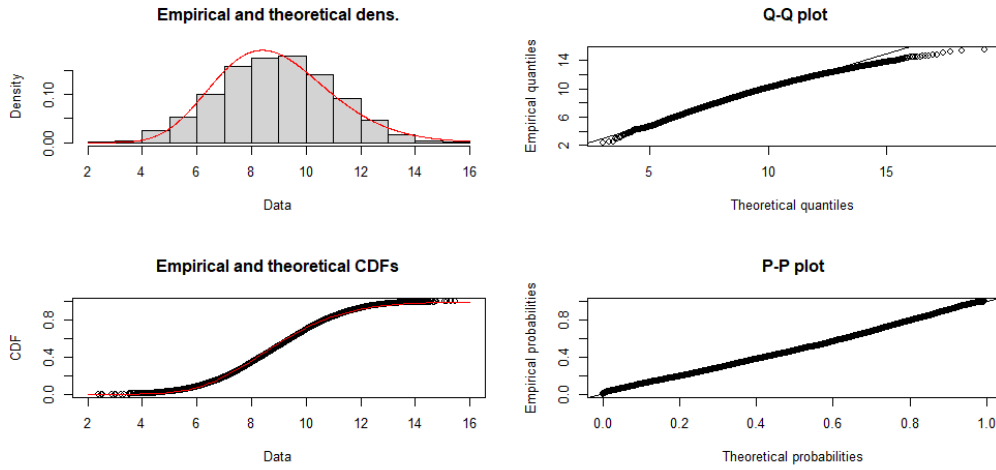 Empirical and theoretical dens.
Density
0.00 0.10
2 4 6 8 10 12 14 16
Data
Q-Q plot
Empirical quantiles
2 6 10 14
5 10 15
Theoretical quantiles
Empirical and theoretical CDFs
CDF
0.0 0.4 0.8
2 4 6 8 10 12 14 16
Data
P-P plot
Empirical probabilities
0.0 0.4 0.8
0.0 0.2 0.4 0.6 0.8 1.0
Theoretical probabilities